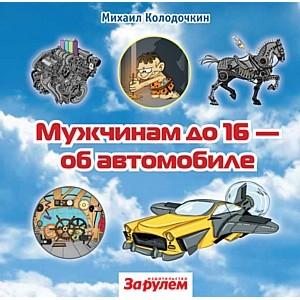 Михаил Колодочкин
Мужчинам до 16 —
об автомобиле
ИЗДАТЕЛЬСТВО
За рулем